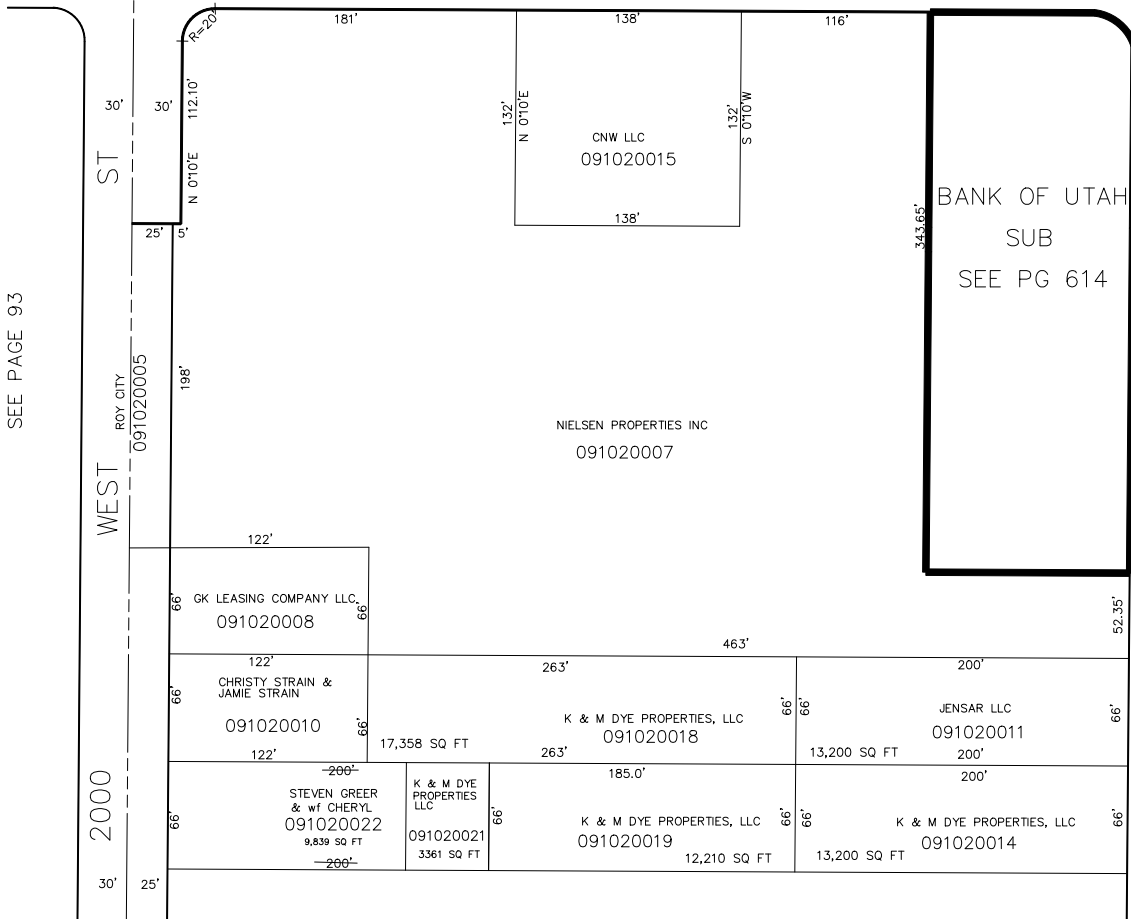 R=20'
181'
138'
116'
30'
30'
112.10'
N 0°10'E
132'
N 0°10'E
CNW LLC
091020015
132'
S 0°10'W
138'
343.65'
BANK OF UTAH
SUB
SEE PG 614
25'
5'
SEE PAGE 93
2000 WEST ST
ROY CITY
091020005
198'
NIELSEN PROPERTIES INC
091020007
122'
66'
GK LEASING COMPANY LLC
091020008
66'
52.35'
463'
122'
263'
200'
66'
CHRISTY STRAIN &
JAMIE STRAIN
091020010
66'
122'
17,358 SQ FT
K & M DYE PROPERTIES, LLC
091020018
263'
66'
66'
JENSAR LLC
091020011
13,200 SQ FT
200'
66'
200'
STEVEN GREER
& wf CHERYL
091020022
9,839 SQ FT
200'
66'
K & M DYE
PROPERTIES
LLC
091020021
3361 SQ FT
66'
185.0'
K & M DYE PROPERTIES, LLC
091020019
12,210 SQ FT
66'
66'
200'
K & M DYE PROPERTIES, LLC
091020014
13,200 SQ FT
66'
30'
25'